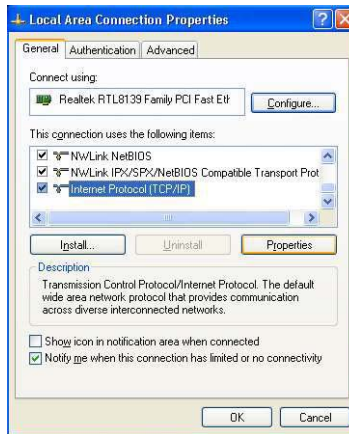 Local Area Connection Properties
General Authentication Advanced
Connect using:
Realtek RTL8139 Family PCI Fast Eth
Configure...
This connection uses the following items:
NWLink NetBIOS
NWLink IPX/SPX/NetBIOS Compatible Transport Prot
Internet Protocol (TCP/IP)
Install... Uninstall Properties
Description
Transmission Control Protocol/Internet Protocol. The default
wide area network protocol that provides communication
across diverse interconnected networks.
Show icon in notification area when connected
Notify me when this connection has limited or no connectivity
OK Cancel